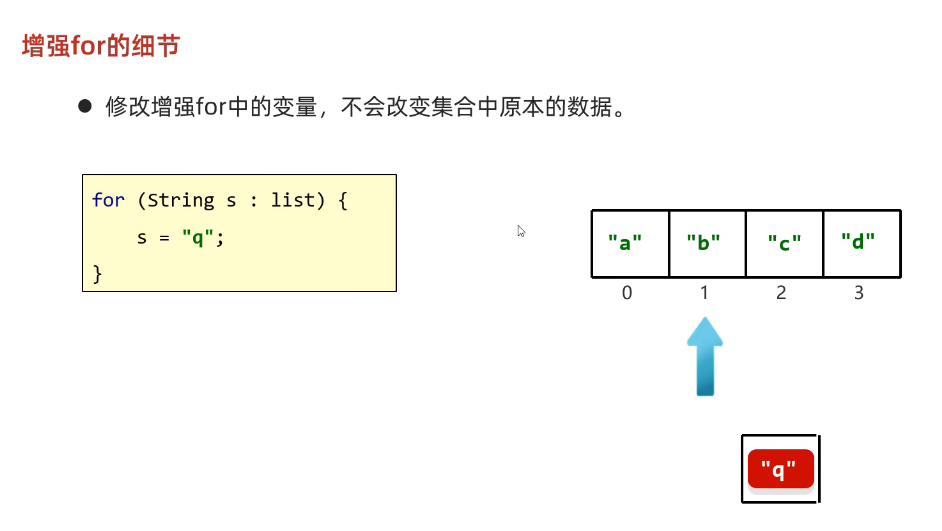 增强for的细节
● 修改增强for中的变量，不会改变集合中原本的数据。
for (String s : list) {
    s = "q";
}
"a" "b" "c" "d"
0 1 2 3
"q"